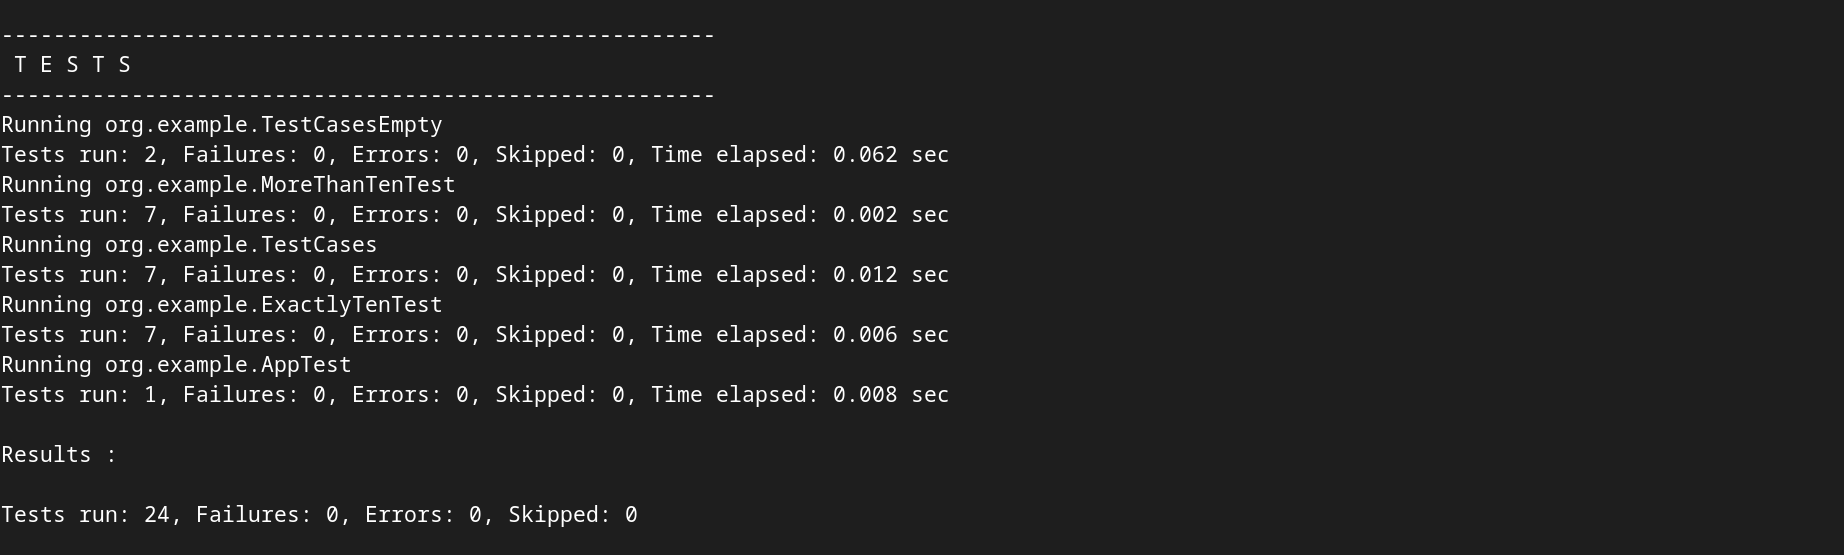 -------------------------------------------------------
 T E S T S
-------------------------------------------------------
Running org.example.TestCasesEmpty
Tests run: 2, Failures: 0, Errors: 0, Skipped: 0, Time elapsed: 0.062 sec
Running org.example.MoreThanTenTest
Tests run: 7, Failures: 0, Errors: 0, Skipped: 0, Time elapsed: 0.002 sec
Running org.example.TestCases
Tests run: 7, Failures: 0, Errors: 0, Skipped: 0, Time elapsed: 0.012 sec
Running org.example.ExactlyTenTest
Tests run: 7, Failures: 0, Errors: 0, Skipped: 0, Time elapsed: 0.006 sec
Running org.example.AppTest
Tests run: 1, Failures: 0, Errors: 0, Skipped: 0, Time elapsed: 0.008 sec
Results :
Tests run: 24, Failures: 0, Errors: 0, Skipped: 0